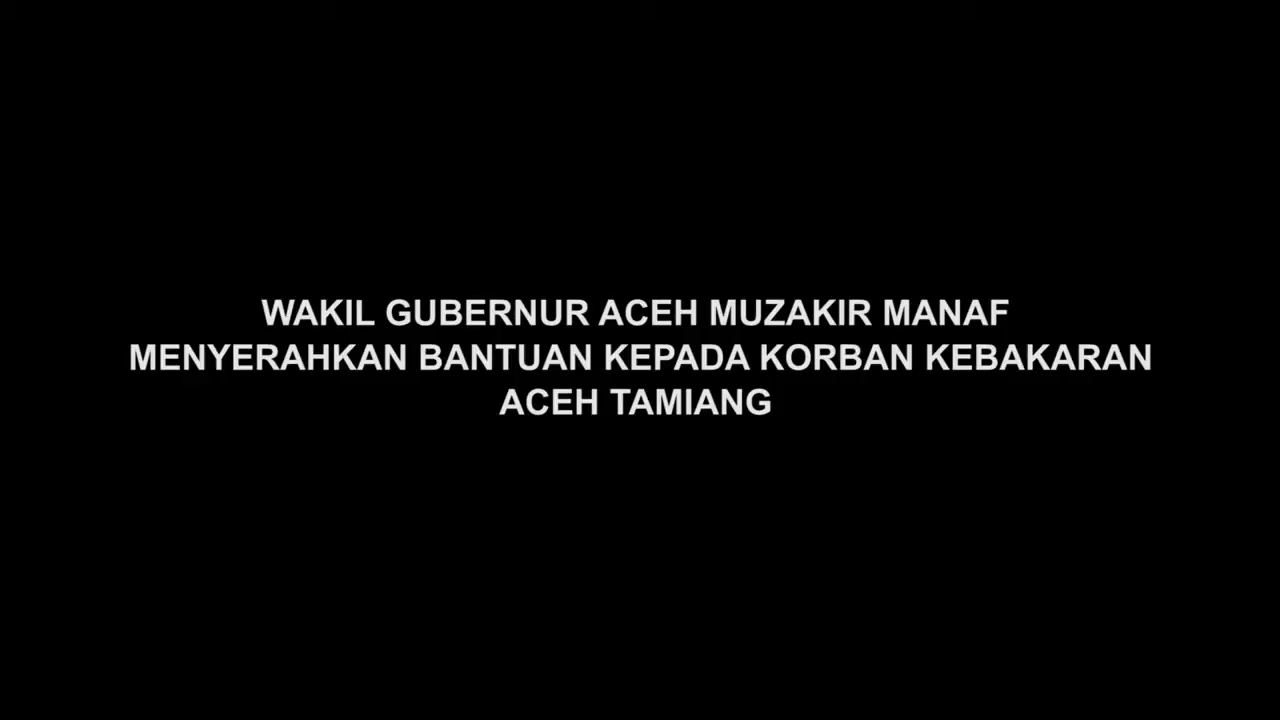 WAKIL GUBERNUR ACEH MUZAKIR MANAF
MENYERAHKAN BANTUAN KEPADA KORBAN KEBAKARAN
ACEH TAMIANG